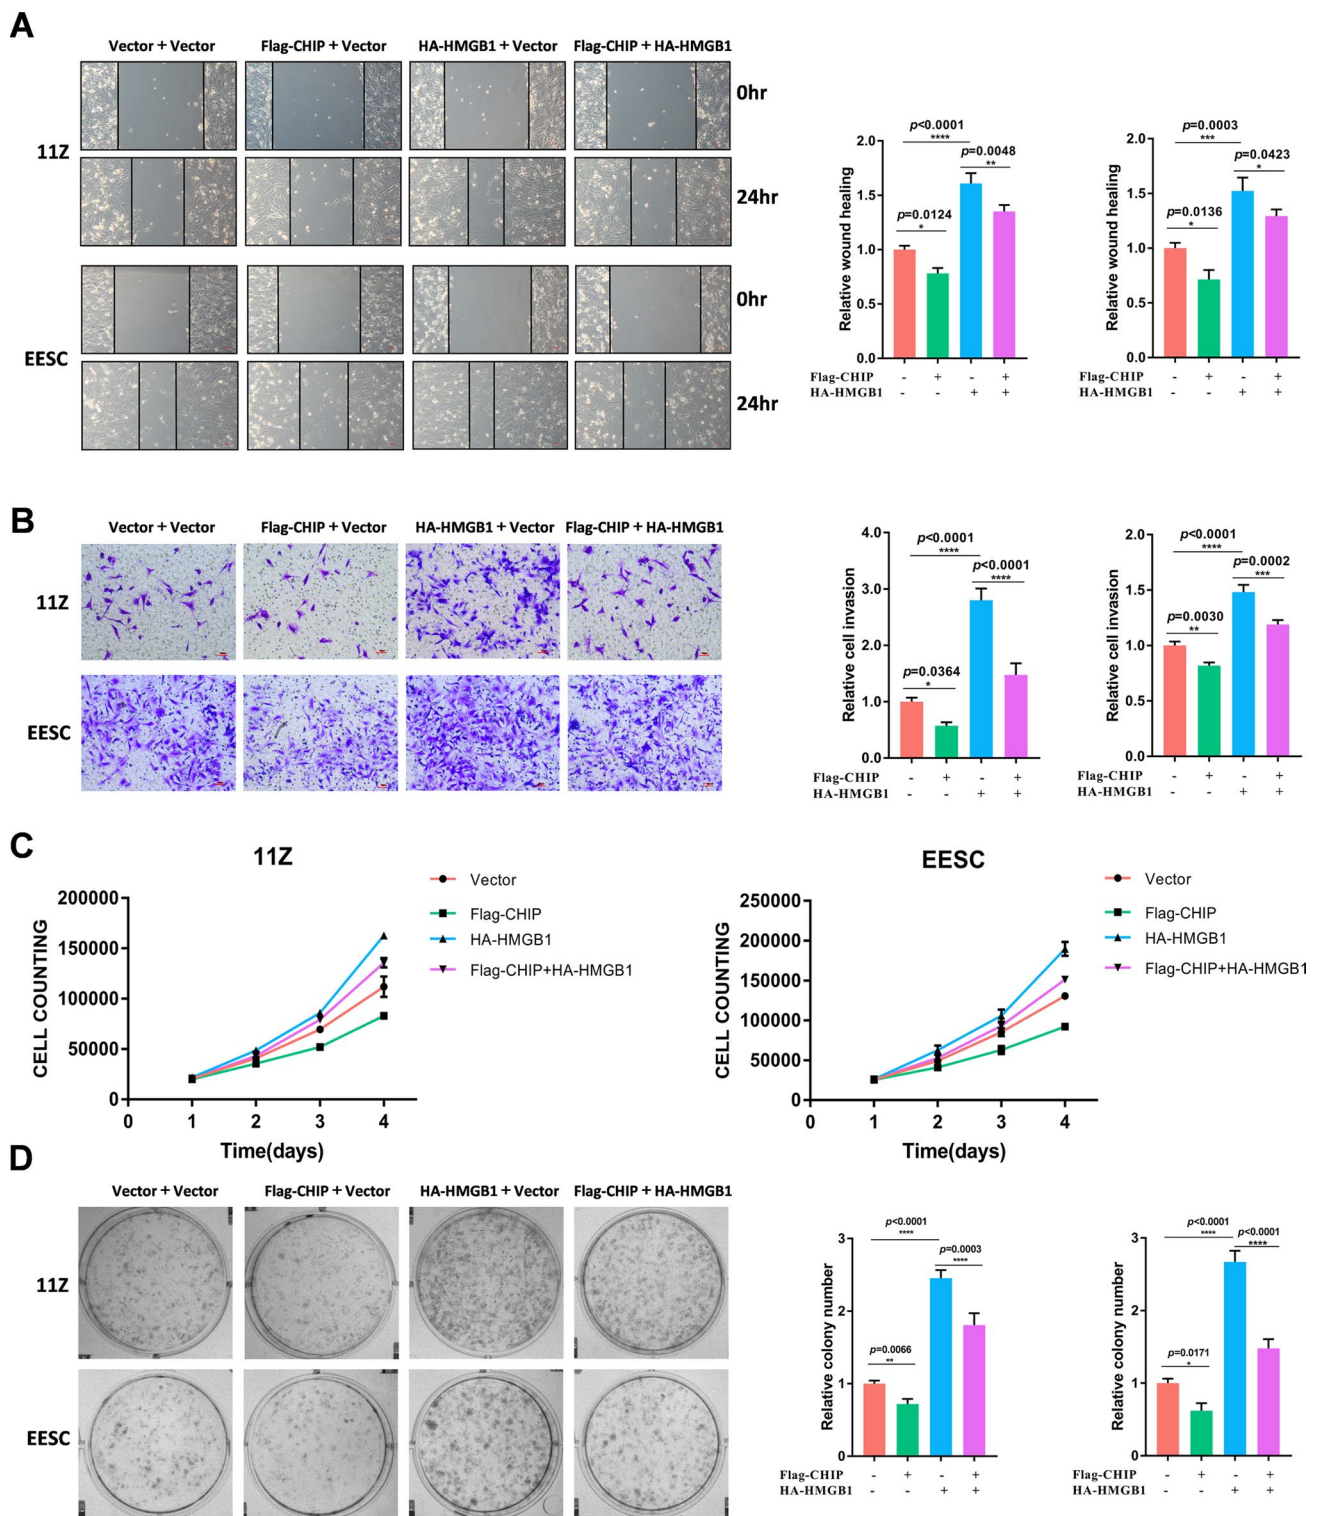 A
Vector + Vector
Flag-CHIP + Vector
HA-HMGB1 + Vector
Flag-CHIP + HA-HMGB1
11Z
0hr
24hr
EESC
0hr
24hr
Relative wound healing
2.0
1.5
1.0
0.5
0.0
p<0.0001
****
p=0.0048
**
p=0.0124
*
Flag-CHIP - + - +
HA-HMGB1 - - + +
Relative wound healing
2.0
1.5
1.0
0.5
0.0
p=0.0003
***
p=0.0423
*
p=0.0136
*
Flag-CHIP - + - +
HA-HMGB1 - - + +
B
Vector + Vector
Flag-CHIP + Vector
HA-HMGB1 + Vector
Flag-CHIP + HA-HMGB1
11Z
EESC
Relative cell invasion
4.0
3.0
2.0
1.0
0.0
p<0.0001
****
p<0.0001
****
p=0.0364
*
Flag-CHIP - + - +
HA-HMGB1 - - + +
Relative cell invasion
2.0
1.5
1.0
0.5
0.0
p<0.0001
****
p=0.0002
***
p=0.0030
**
Flag-CHIP - + - +
HA-HMGB1 - - + +
C
11Z
CELL COUNTING
200000
150000
100000
50000
0
0 1 2 3 4
Time(days)
Vector
Flag-CHIP
HA-HMGB1
Flag-CHIP+HA-HMGB1
EESC
CELL COUNTING
250000
200000
150000
100000
50000
0
0 1 2 3 4
Time(days)
Vector
Flag-CHIP
HA-HMGB1
Flag-CHIP+HA-HMGB1
D
Vector + Vector
Flag-CHIP + Vector
HA-HMGB1 + Vector
Flag-CHIP + HA-HMGB1
11Z
EESC
Relative colony number
3
2
1
0
p<0.0001
****
p=0.0003
****
p=0.0066
**
Flag-CHIP - + - +
HA-HMGB1 - - + +
Relative colony number
3
2
1
0
p<0.0001
****
p<0.0001
****
p=0.0171
*
Flag-CHIP - + - +
HA-HMGB1 - - + +